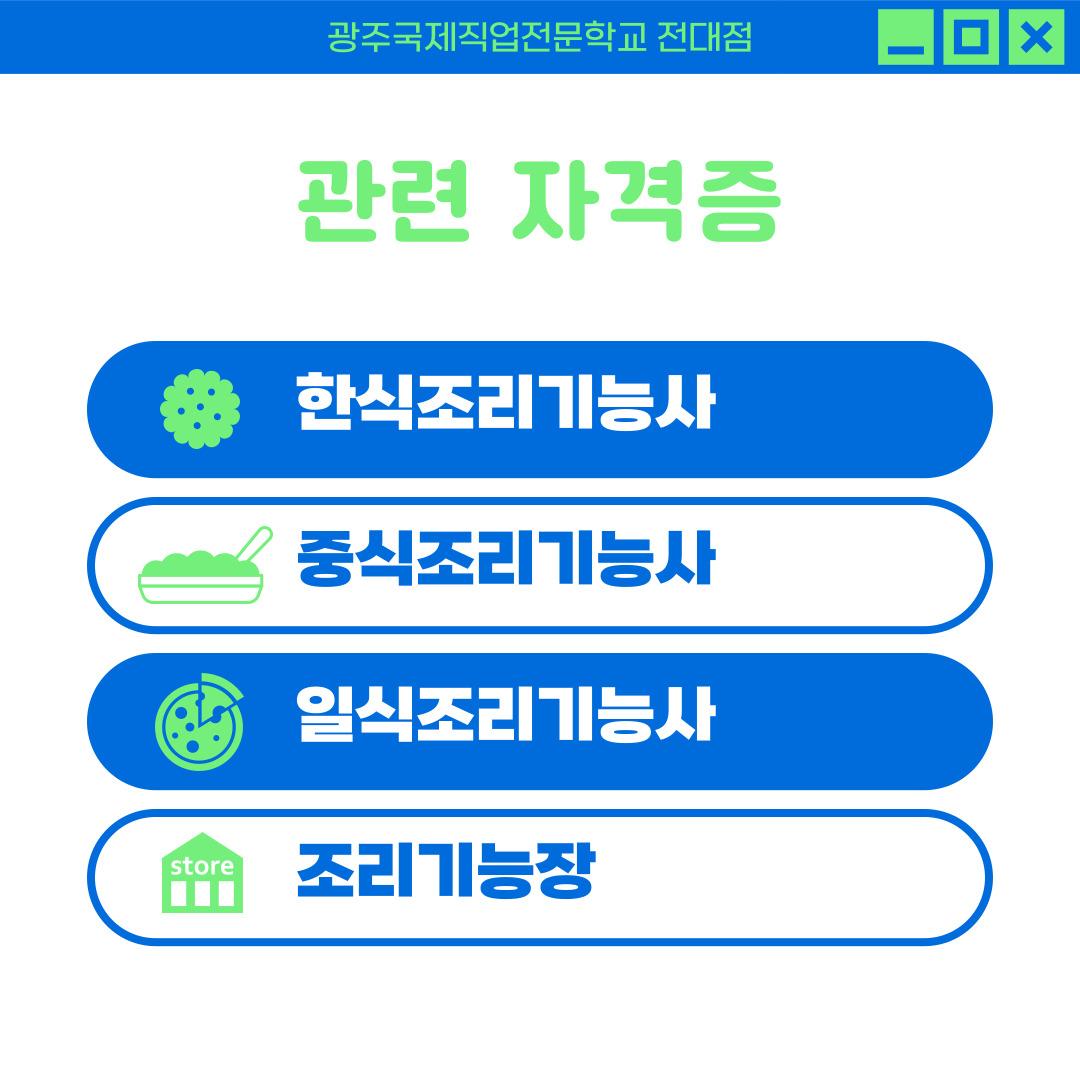 광주국제직업전문학교 전대점
관련 자격증
한식조리기능사
중식조리기능사
일식조리기능사
store
조리기능장